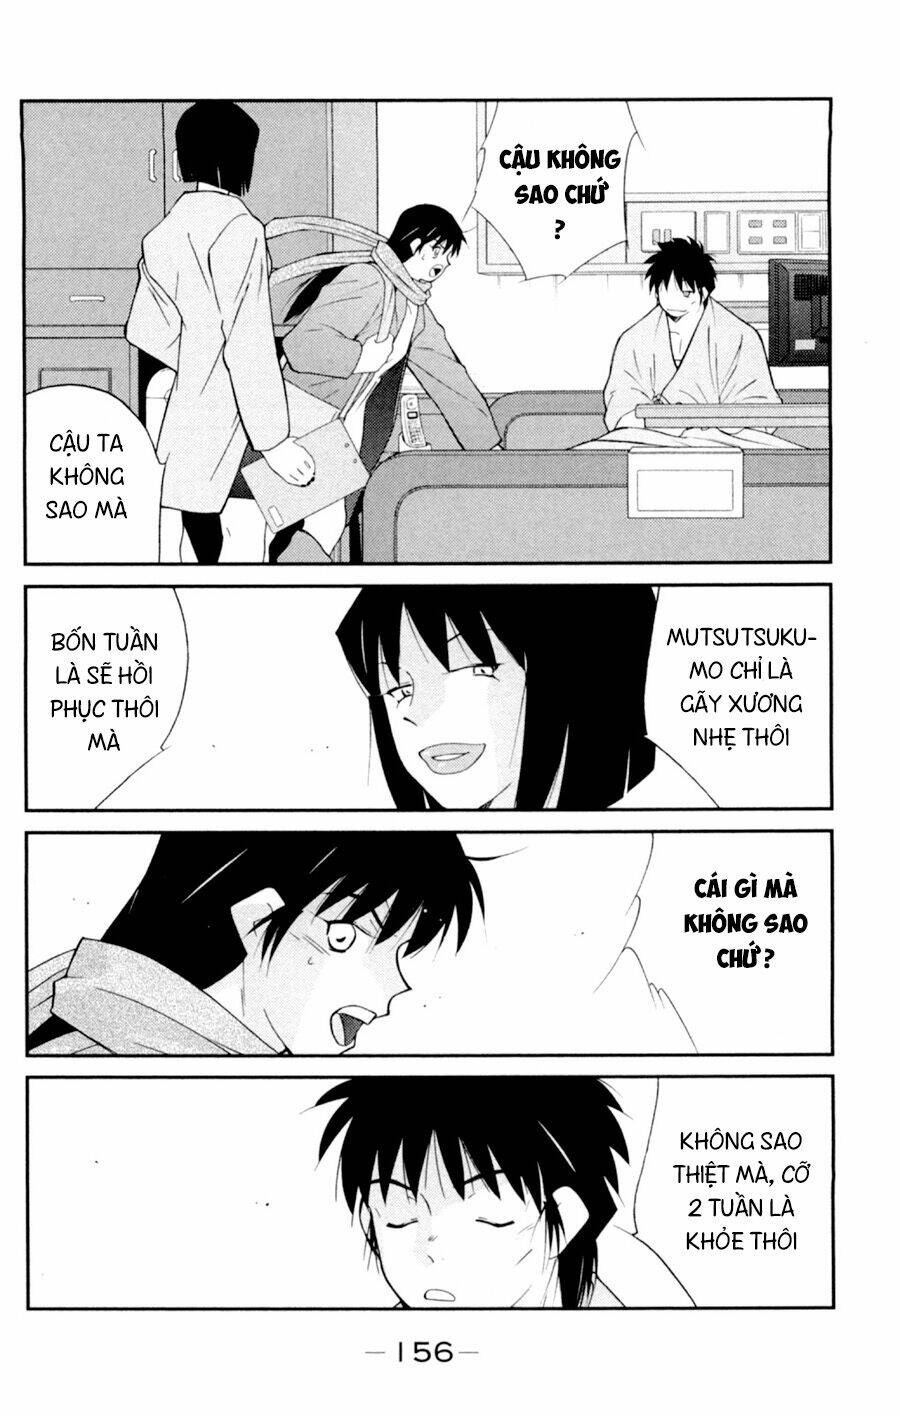 CẬU KHÔNG
SAO CHỨ
?
CẬU TA
KHÔNG
SAO MÀ
MUTSUTSUKU-
MO CHỈ LÀ
GÃY XƯƠNG
NHẸ THÔI
BỐN TUẦN
LÀ SẼ HỒI
PHỤC THÔI
MÀ
CÁI GÌ MÀ
KHÔNG SAO
CHỨ?
KHÔNG SAO
THIỆT MÀ, CỠ
2 TUẦN LÀ
KHỎE THÔI
— 156 —